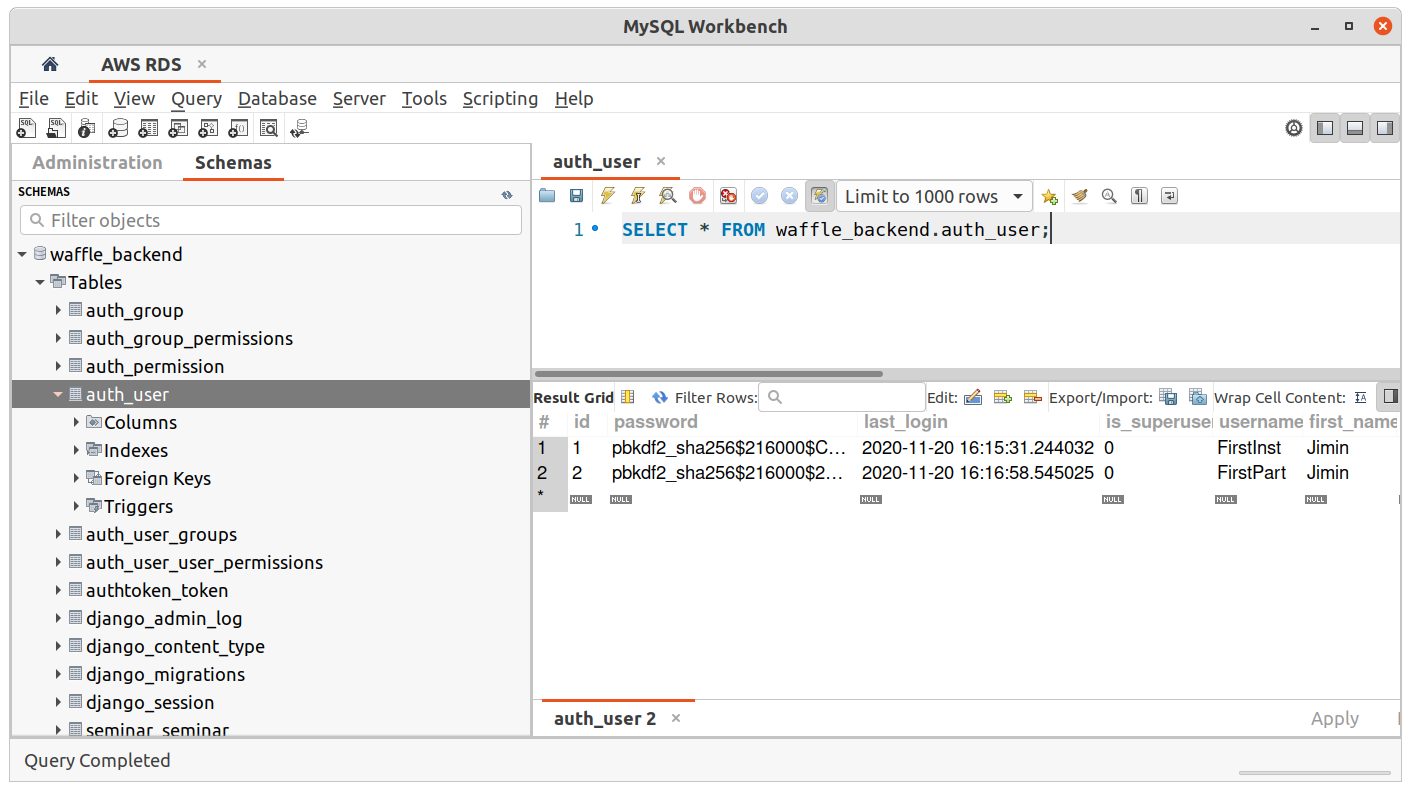 MySQL Workbench
AWS RDS
File Edit View Query Database Server Tools Scripting Help
Administration Schemas
SCHEMAS
Filter objects
waffle_backend
Tables
auth_group
auth_group_permissions
auth_permission
auth_user
Columns
Indexes
Foreign Keys
Triggers
auth_user_groups
auth_user_user_permissions
authtoken_token
django_admin_log
django_content_type
django_migrations
django_session
seminar_seminar
auth_user
Limit to 1000 rows
1 SELECT * FROM waffle_backend.auth_user;
Result Grid Filter Rows: Edit: Export/Import: Wrap Cell Content:
# id password last_login is_superuser username first_name
1 1 pbkdf2_sha256$216000$C... 2020-11-20 16:15:31.244032 0 FirstInst Jimin
2 2 pbkdf2_sha256$216000$2... 2020-11-20 16:16:58.545025 0 FirstPart Jimin
* NULL NULL NULL NULL NULL NULL
auth_user 2 Apply
Query Completed